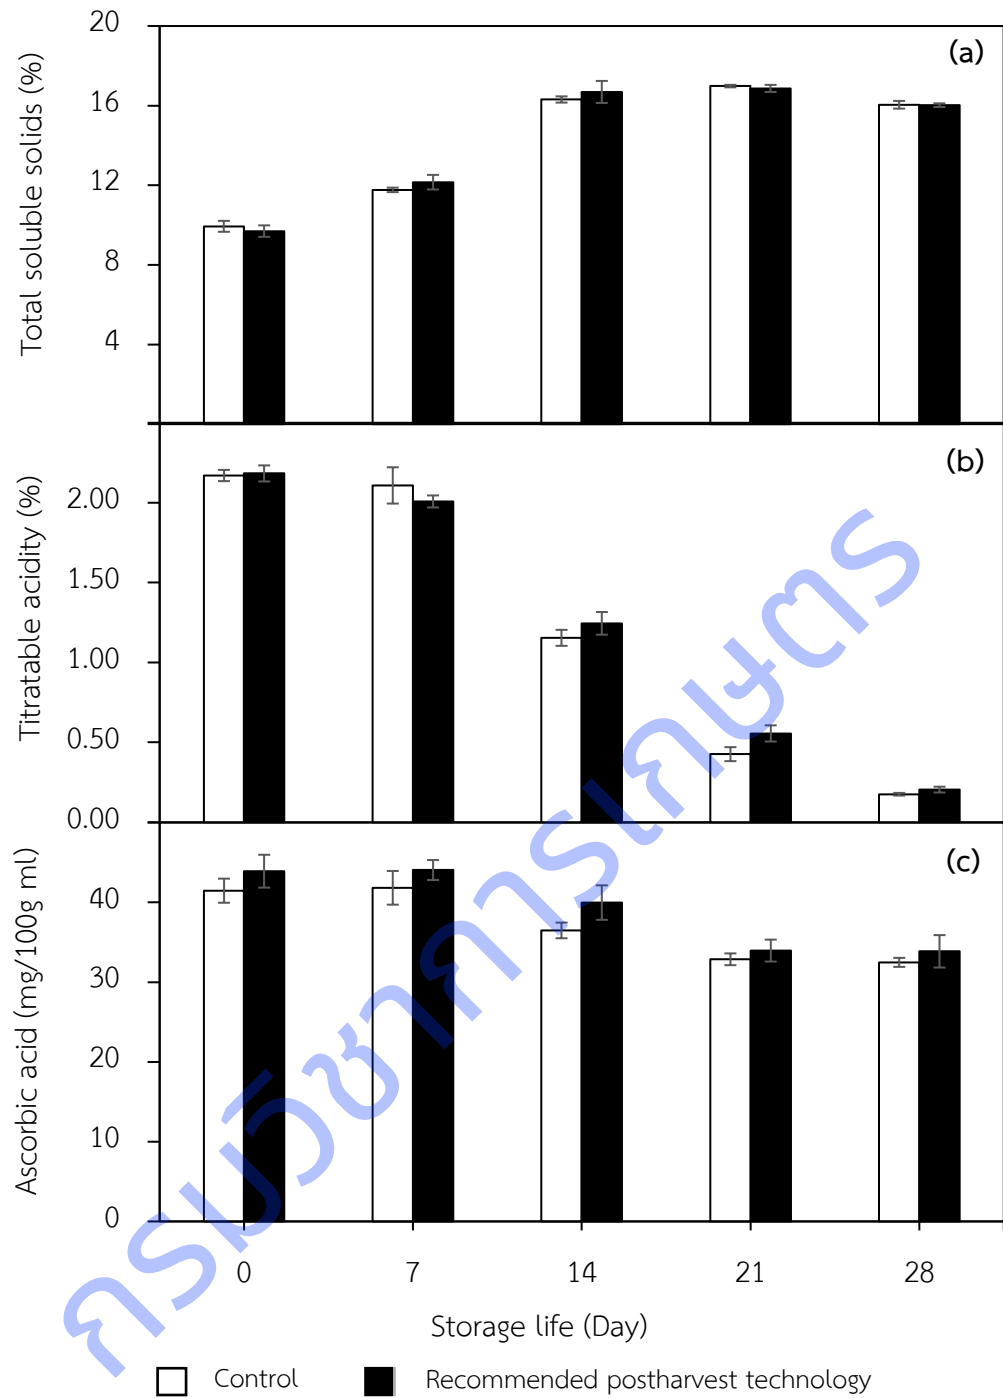 (a)
Total soluble solids (%)
20
16
12
8
4
(b)
Titratable acidity (%)
2.00
1.50
1.00
0.50
0.00
(c)
Ascorbic acid (mg/100g ml)
40
30
20
10
0
0 7 14 21 28
Storage life (Day)
Control Recommended postharvest technology
กรมวิชาการเกษตร